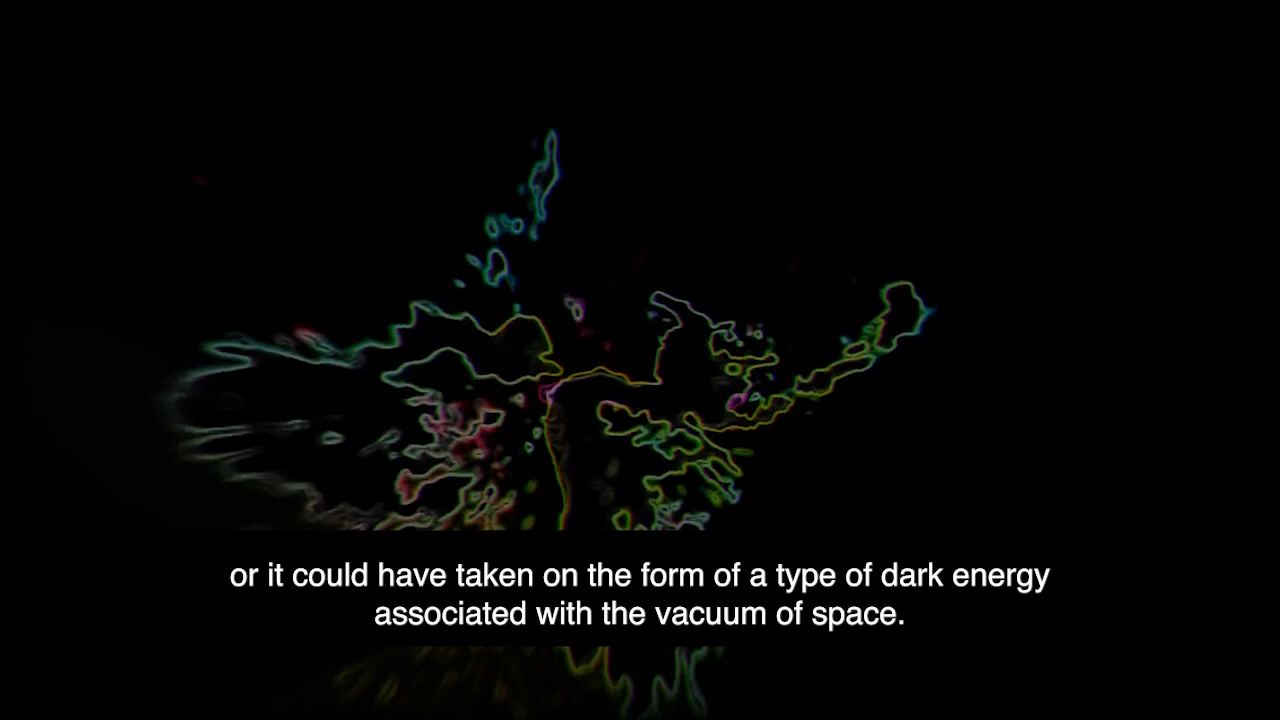 or it could have taken on the form of a type of dark energy
associated with the vacuum of space.